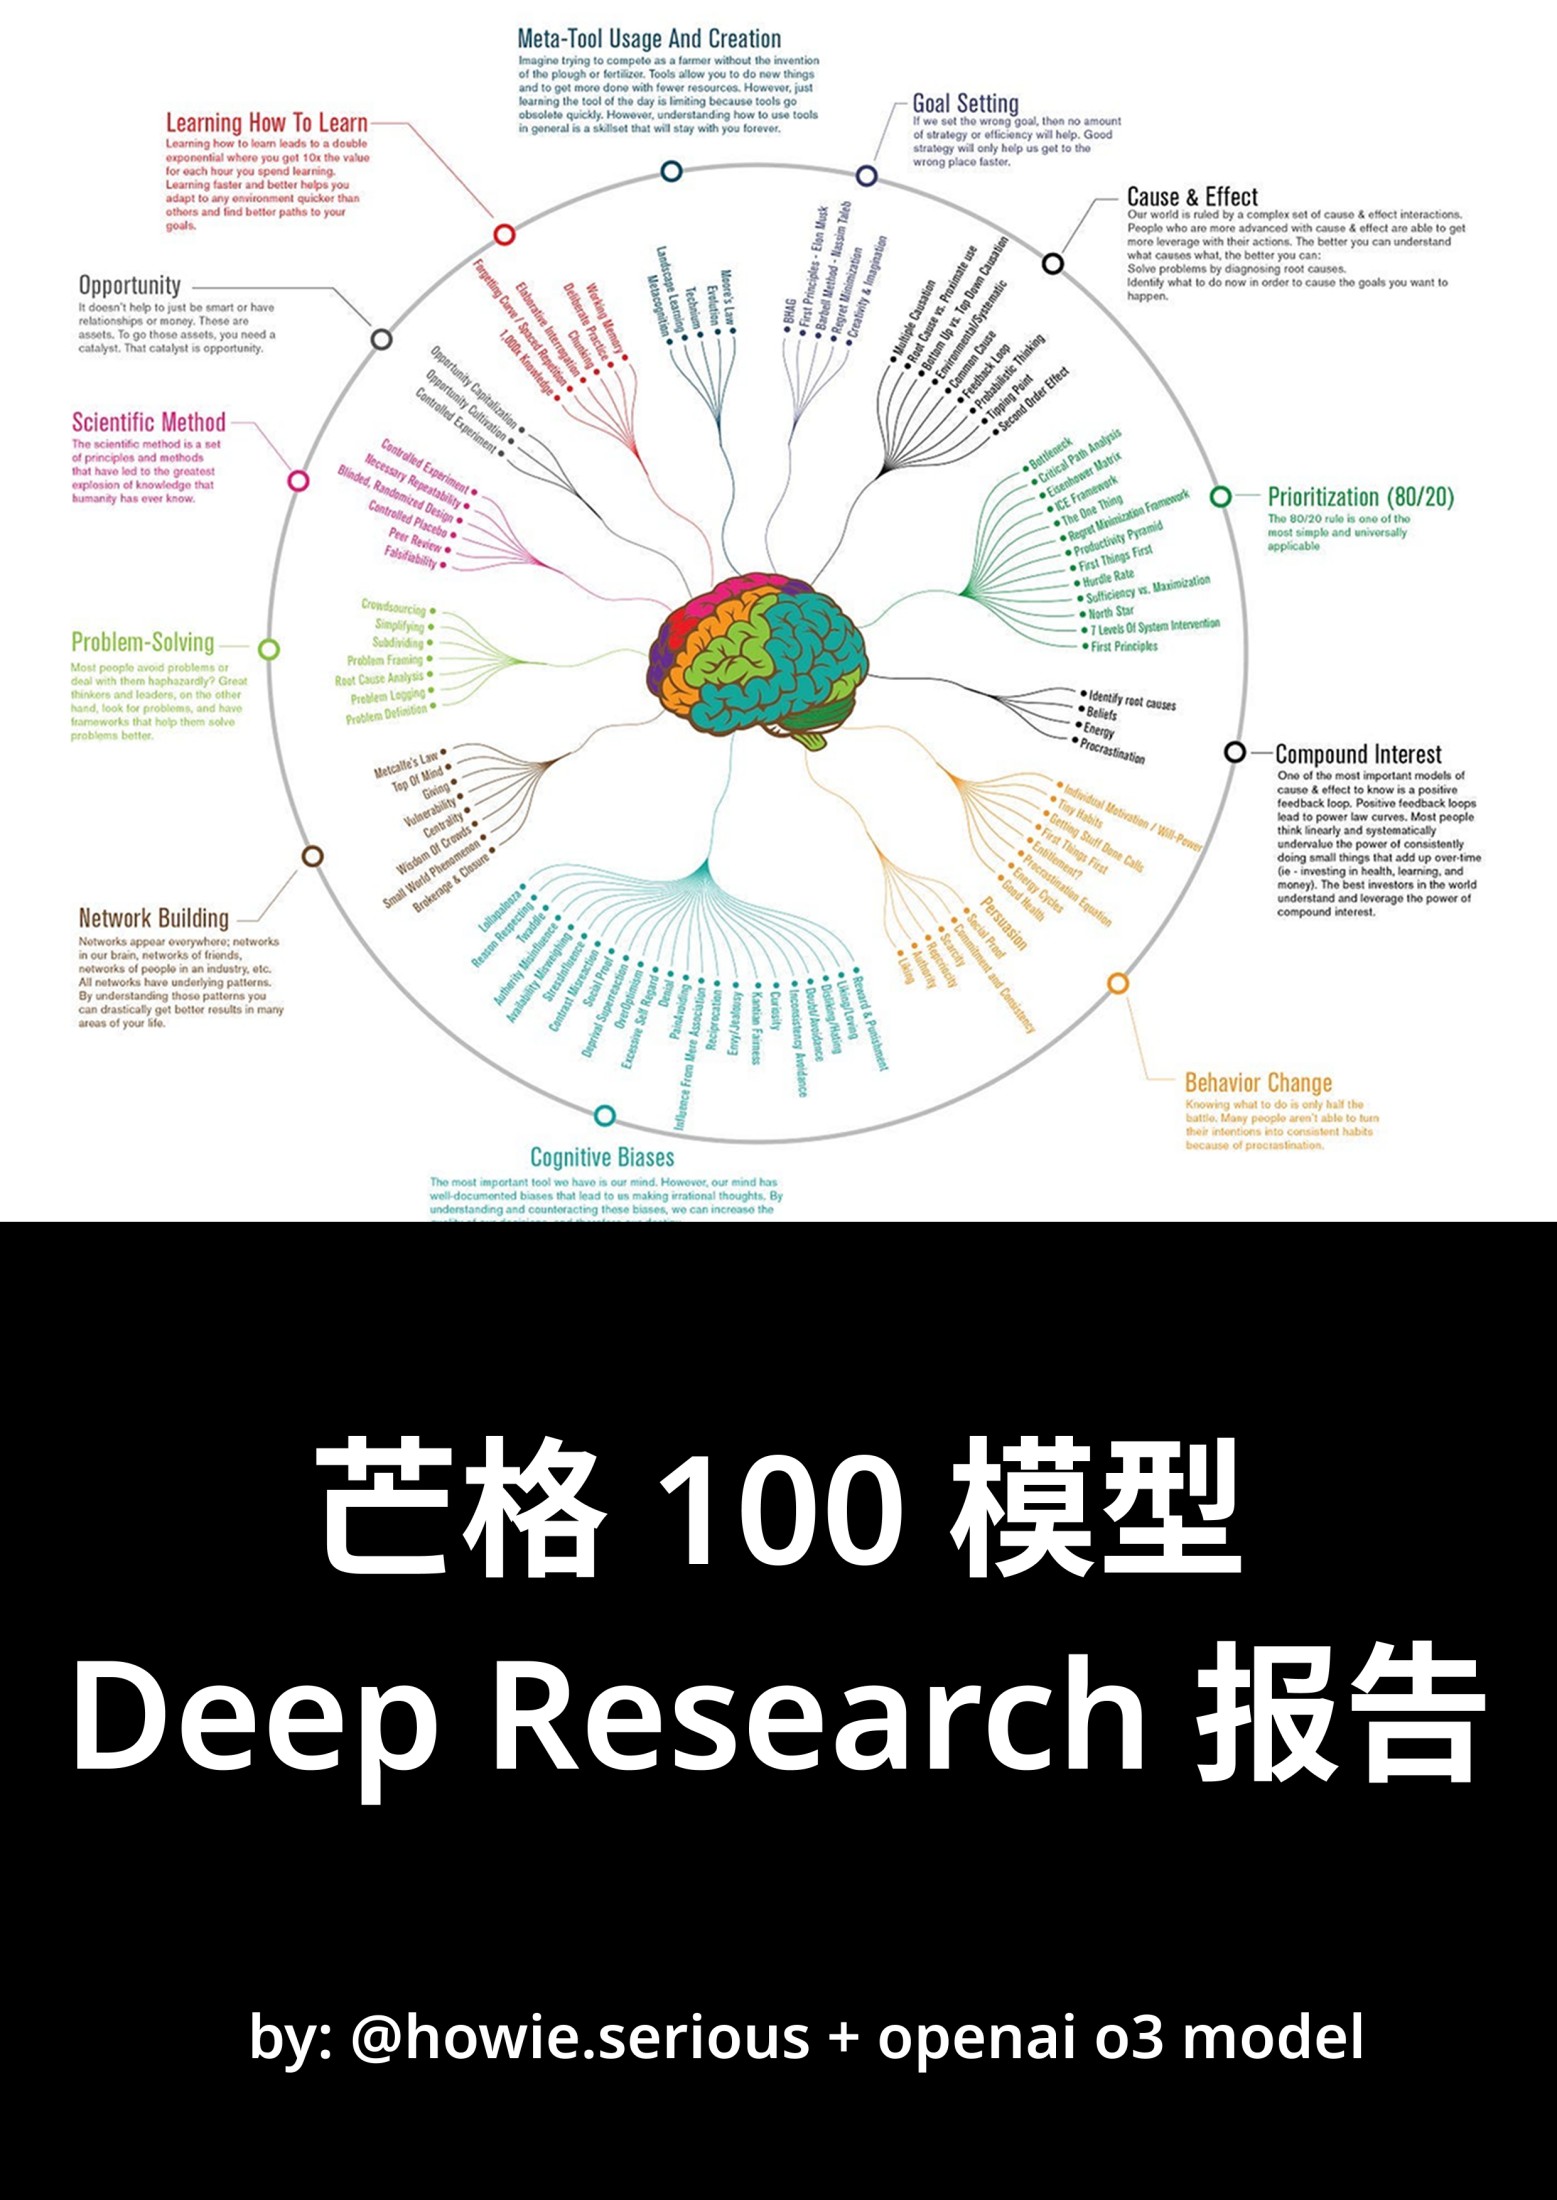 Meta-Tool Usage And Creation
Imagine trying to compete as a farmer without the invention
of the plough or fertilizer. Tools allow you to do new things
and to get more done with fewer resources. However, just
learning the tool of the day is limiting because tools go
obsolete quickly. However, understanding how to use tools
in general is a skillset that will stay with you forever.
Goal Setting
If we set the wrong goal, then no amount
of strategy or efficiency will help. Good
strategy will only help us get to the
wrong place faster.
Learning How To Learn
Learning how to learn leads to a double
exponential where you get 10x the value
for each hour you spend learning.
Learning faster and better helps you
adapt to any environment quicker than
others and find better paths to your
goals.
Cause & Effect
Our world is ruled by a complex set of cause & effect interactions.
People who are more advanced with cause & effect are able to get
more leverage with their actions. The better you can understand
what causes what, the better you can:
Solve problems by diagnosing root causes.
Identify what to do now in order to cause the goals you want to
happen.
Opportunity
It doesn't help to just be smart or have
relationships or money. These are
assets. To go those assets, you need a
catalyst. That catalyst is opportunity.
Scientific Method
The scientific method is a set
of principles and methods
that have led to the greatest
explosion of knowledge that
humanity has ever know.
Prioritization (80/20)
The 80/20 rule is one of the
most simple and universally
applicable
Problem-Solving
Most people avoid problems or
deal with them haphazardly? Great
thinkers and leaders, on the other
hand, look for problems, and have
frameworks that help them solve
problems better.
Compound Interest
One of the most important models of
cause & effect to know is a positive
feedback loop. Positive feedback loops
lead to power law curves. Most people
think linearly and systematically
undervalue the power of consistently
doing small things that add up over-time
(ie - investing in health, learning, and
money). The best investors in the world
understand and leverage the power of
compound interest.
Network Building
Networks appear everywhere; networks
in our brain, networks of friends,
networks of people in an industry, etc.
All networks have underlying patterns.
By understanding those patterns you
can drastically get better results in many
areas of your life.
Behavior Change
Knowing what to do is only half the
battle. Many people aren't able to turn
their intentions into consistent habits
because of procrastination.
Cognitive Biases
The most important tool we have is our mind. However, our mind has
well-documented biases that lead to us making irrational thoughts. By
understanding and counteracting these biases, we can increase the
Forgetting Curve / Spaced Repetition
1,000x Knowledge
Elaborative Interrogation
Chunking
Deliberate Practice
Working Memory
Metacognition
Landscape Learning
Technium
Evolution
Moore's Law
BHAG
First Principles - Elon Musk
Barbell Method - Nassim Taleb
Regret Minimization
Creativity & Imagination
Multiple Causation
Root Cause vs. Proximate use
Bottom Up vs. Top Down Causation
Environmental/Systematic
Common Cause
Feedback Loop
Probabilistic Thinking
Tipping Point
Second Order Effect
Bottleneck
Critical Path Analysis
Eisenhower Matrix
ICE Framework
The One Thing
Regret Minimization Framework
Productivity Pyramid
First Things First
Hurdle Rate
Sufficiency vs. Maximization
North Star
7 Levels Of System Intervention
First Principles
Identify root causes
Beliefs
Energy
Procrastination
Individual Motivation / Will-Power
Tiny Habits
Getting Stuff Done Calls
First Things First
Entitlement?
Procrastination Equation
Energy Cycles
Good Health
Persuasion
Social Proof
Commitment and Consistency
Scarcity
Reprciocity
Authority
Liking
Reward & Punishment
Liking/Loving
Disliking/Hating
Doubt/Avoidance
Inconsistency Avoidance
Curiosity
Kantian Fairness
Envy/Jealousy
Reciprocation
Influence From Mere Association
PainAvoiding
Denial
Excessive Self Regard
OverOptimism
Deprival Superreaction
Social Proof
Contrast Misreaction
StressInfluence
Availability Misweighing
Authority Misinfluence
Twaddle
Reason Respecting
Lollapalooza
Brokerage & Closure
Small World Phenomenon
Wisdom Of Crowds
Centrality
Vulnerability
Giving
Top Of Mind
Metcalfe's Law
Problem Definition
Problem Logging
Root Cause Analysis
Problem Framing
Subdividing
Simplifying
Crowdsourcing
Falsifiability
Peer Review
Controlled Placebo
Blinded, Randomized Design
Necessary Repeatability
Controlled Experiment
Controlled Experiment
Opportunity Cultivation
Opportunity Capitalization
芒格 100 模型
Deep Research 报告
by: @howie.serious + openai o3 model